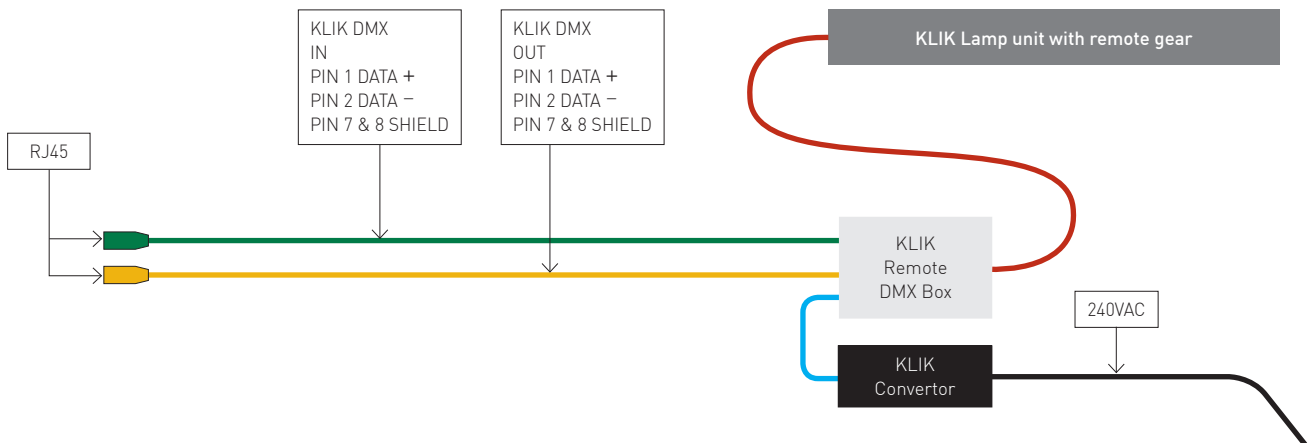 KLIK DMX
IN
PIN 1 DATA +
PIN 2 DATA −
PIN 7 & 8 SHIELD
KLIK DMX
OUT
PIN 1 DATA +
PIN 2 DATA −
PIN 7 & 8 SHIELD
KLIK Lamp unit with remote gear
RJ45
KLIK
Remote
DMX Box
240VAC
KLIK
Convertor